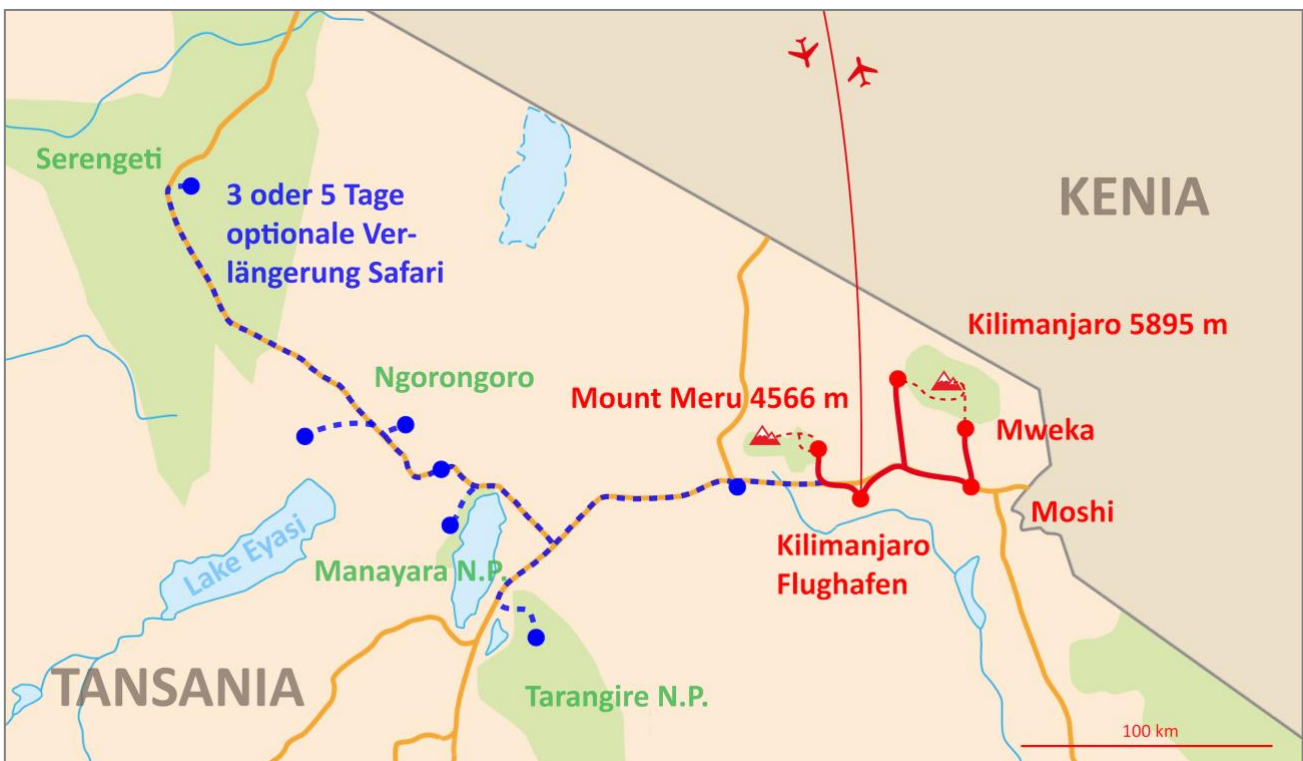 Serengeti
3 oder 5 Tage
optionale Ver-
längerung Safari
KENIA
Kilimanjaro 5895 m
Ngorongoro
Mount Meru 4566 m
Mweka
Moshi
Kilimanjaro
Flughafen
Lake Eyasi
Manayara N.P.
TANSANIA
Tarangire N.P.
100 km